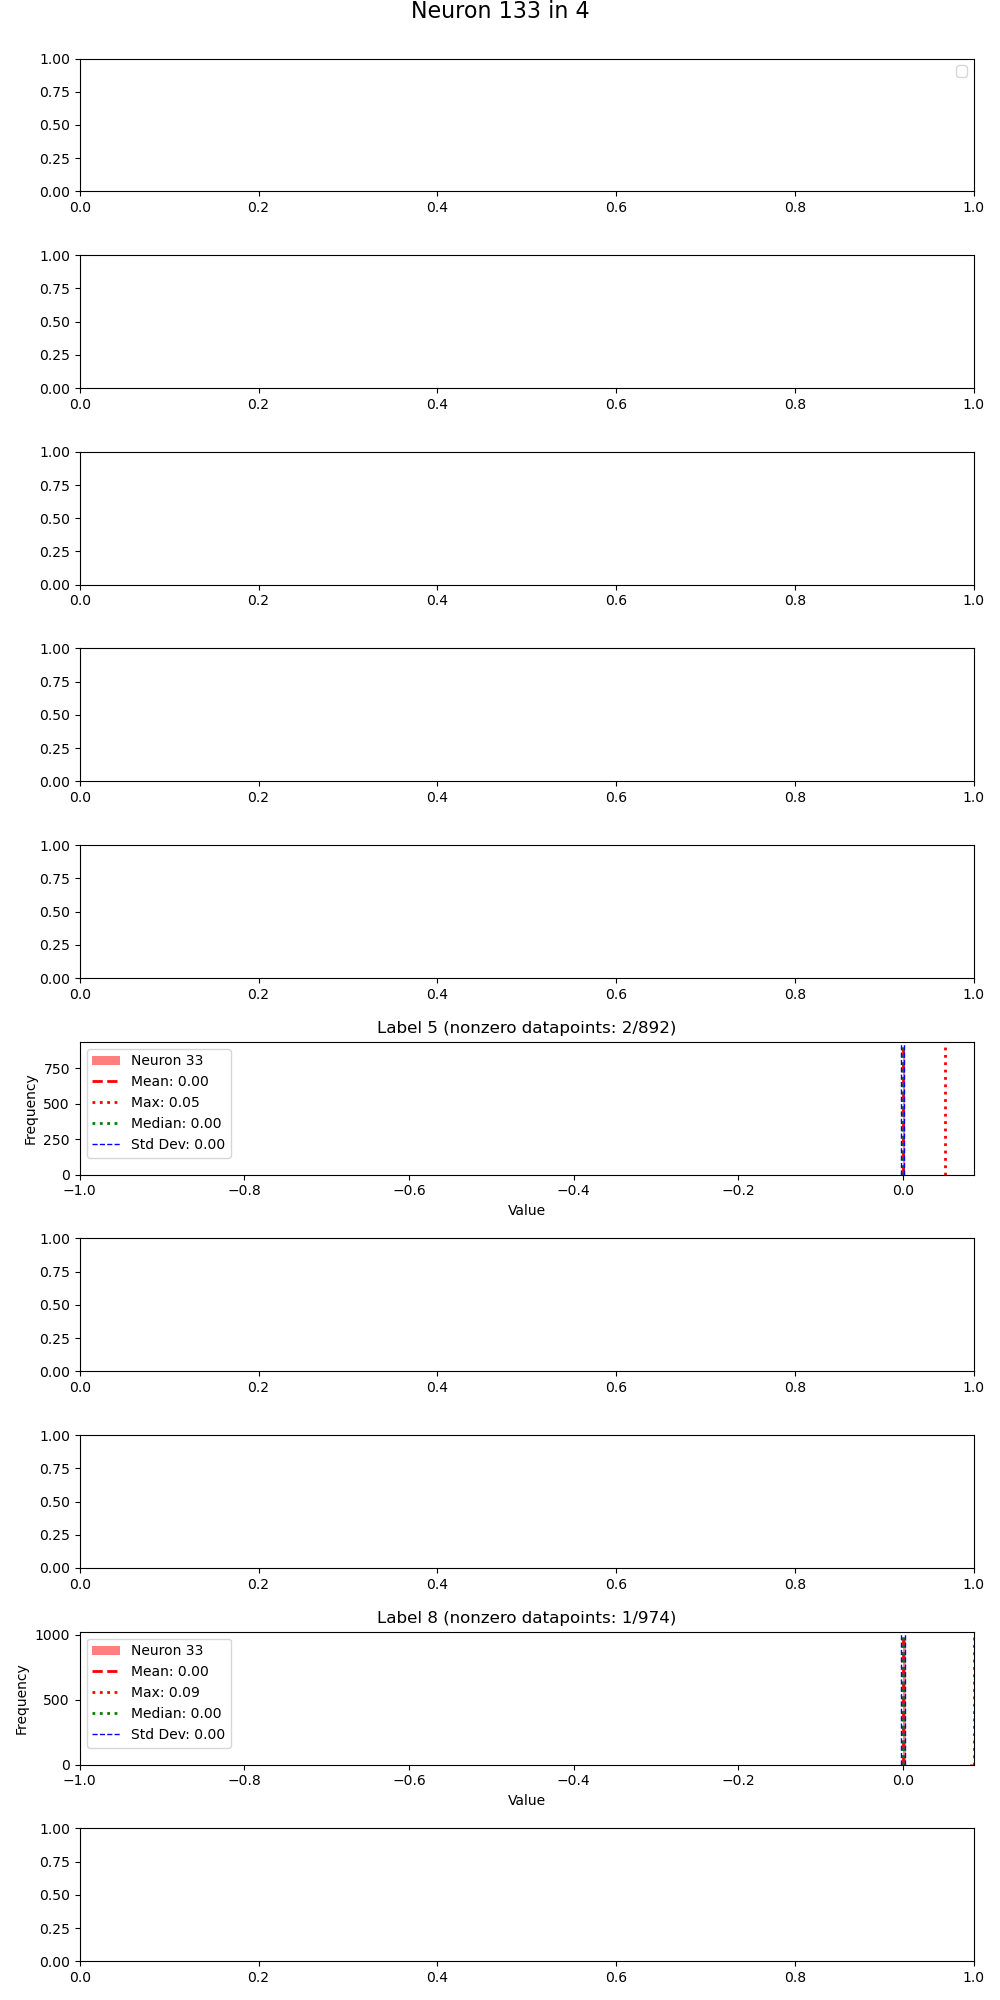 Neuron 133 in 4
1.00
0.75
0.50
0.25
0.00
0.0 0.2 0.4 0.6 0.8 1.0
1.00
0.75
0.50
0.25
0.00
0.0 0.2 0.4 0.6 0.8 1.0
1.00
0.75
0.50
0.25
0.00
0.0 0.2 0.4 0.6 0.8 1.0
1.00
0.75
0.50
0.25
0.00
0.0 0.2 0.4 0.6 0.8 1.0
1.00
0.75
0.50
0.25
0.00
0.0 0.2 0.4 0.6 0.8 1.0
Label 5 (nonzero datapoints: 2/892)
Frequency
750
500
250
0
Neuron 33
Mean: 0.00
Max: 0.05
Median: 0.00
Std Dev: 0.00
−1.0 −0.8 −0.6 −0.4 −0.2 0.0
Value
1.00
0.75
0.50
0.25
0.00
0.0 0.2 0.4 0.6 0.8 1.0
1.00
0.75
0.50
0.25
0.00
0.0 0.2 0.4 0.6 0.8 1.0
Label 8 (nonzero datapoints: 1/974)
Frequency
1000
500
0
Neuron 33
Mean: 0.00
Max: 0.09
Median: 0.00
Std Dev: 0.00
−1.0 −0.8 −0.6 −0.4 −0.2 0.0
Value
1.00
0.75
0.50
0.25
0.00
0.0 0.2 0.4 0.6 0.8 1.0